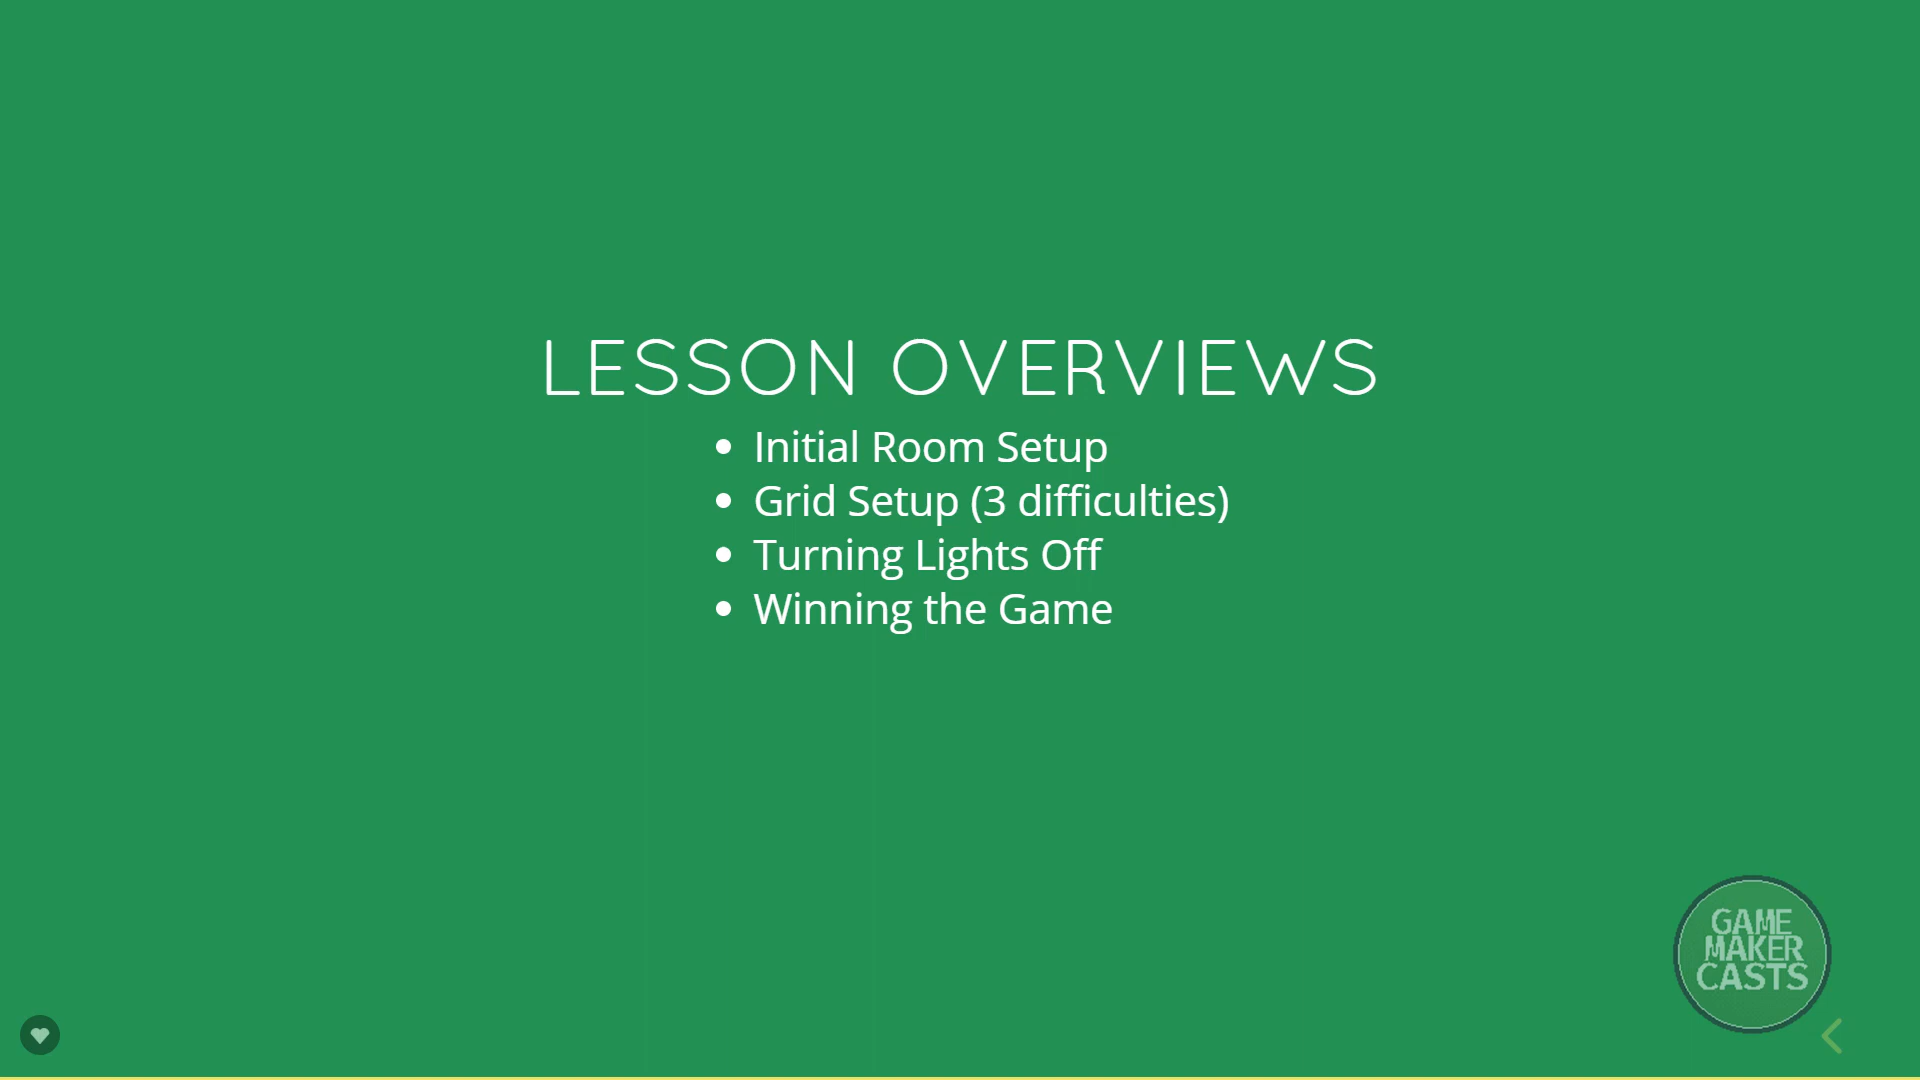 LESSON OVERVIEWS
Initial Room Setup
Grid Setup (3 difficulties)
Turning Lights Off
Winning the Game
GAME
MAKER
CASTS